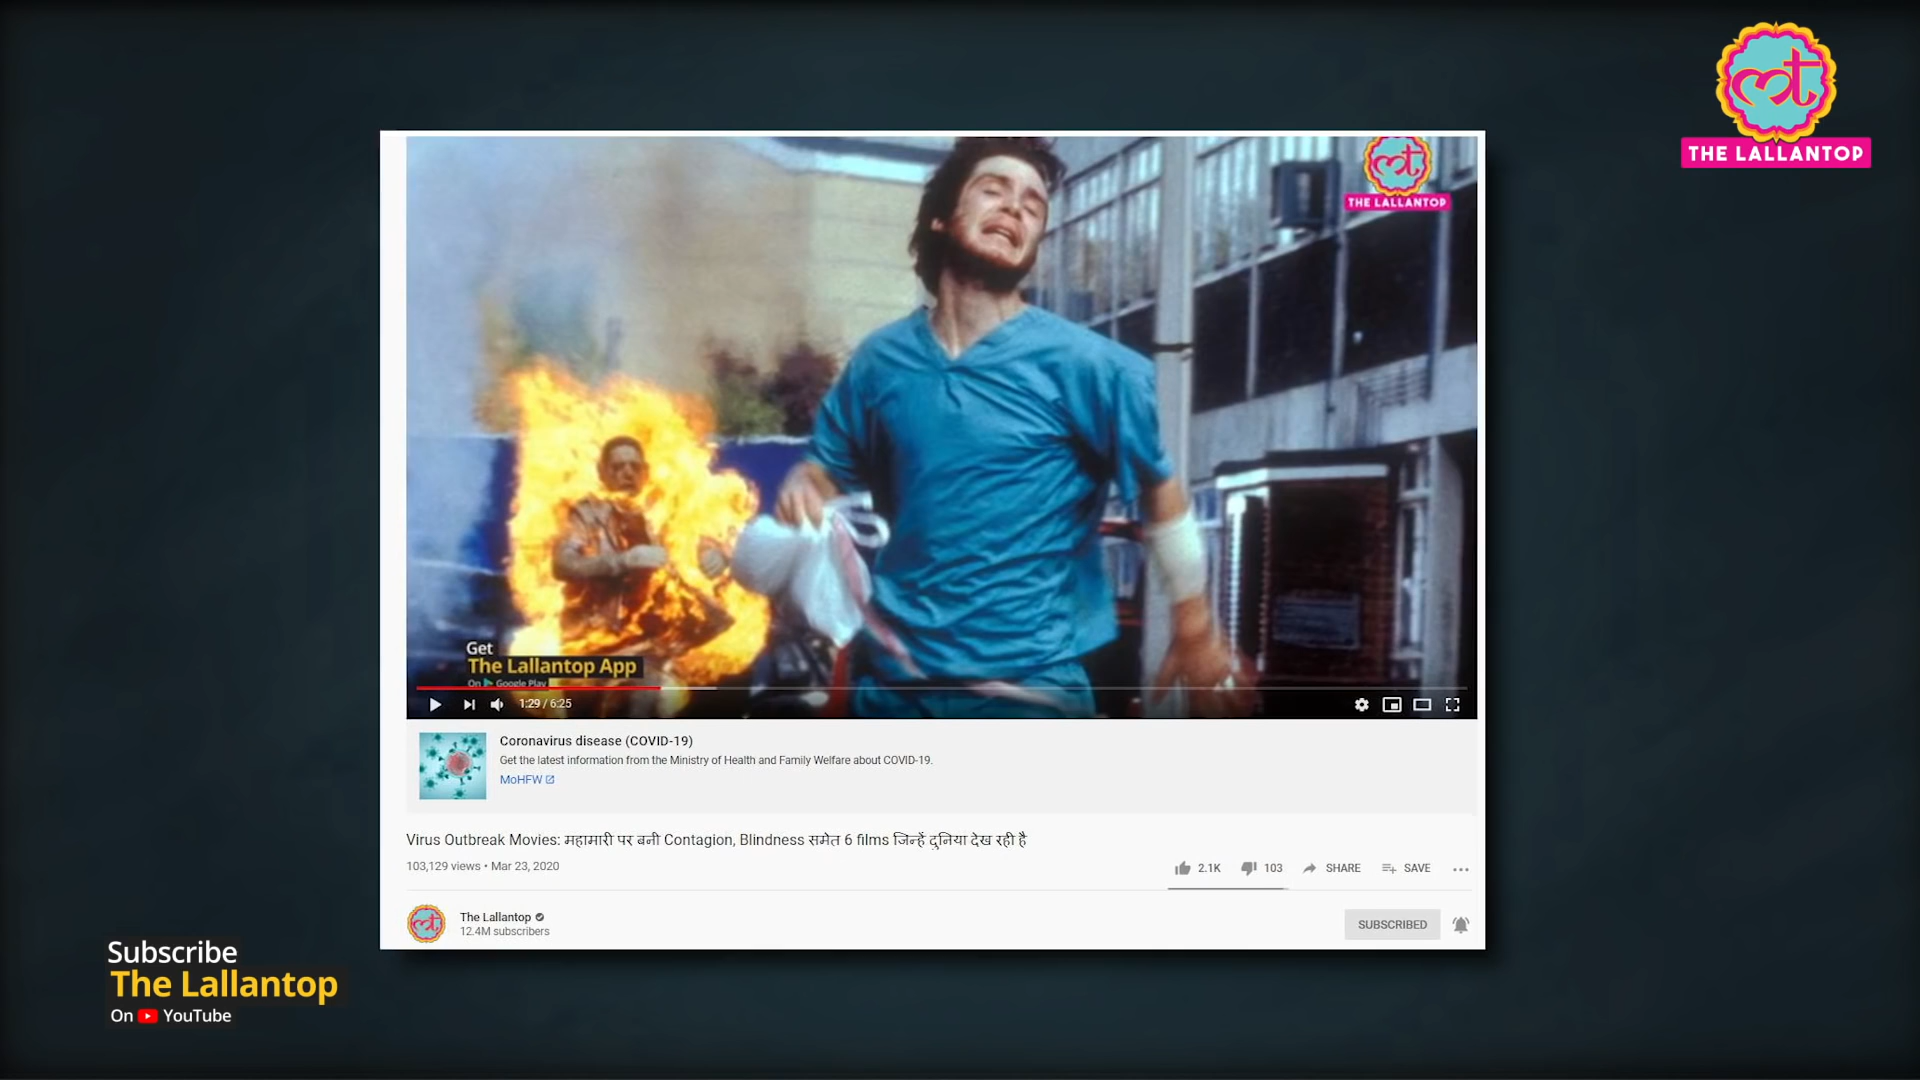 THE LALLANTOP
THE LALLANTOP
Get
The Lallantop App
On Google Play
1:29 / 6:25
Coronavirus disease (COVID-19)
Get the latest information from the Ministry of Health and Family Welfare about COVID-19.
MoHFW
Virus Outbreak Movies: महामारी पर बनी Contagion, Blindness समेत 6 films जिन्हें दुनिया देख रही है
103,129 views • Mar 23, 2020
2.1K 103 SHARE SAVE
The Lallantop
12.4M subscribers
SUBSCRIBED
Subscribe
The Lallantop
On YouTube